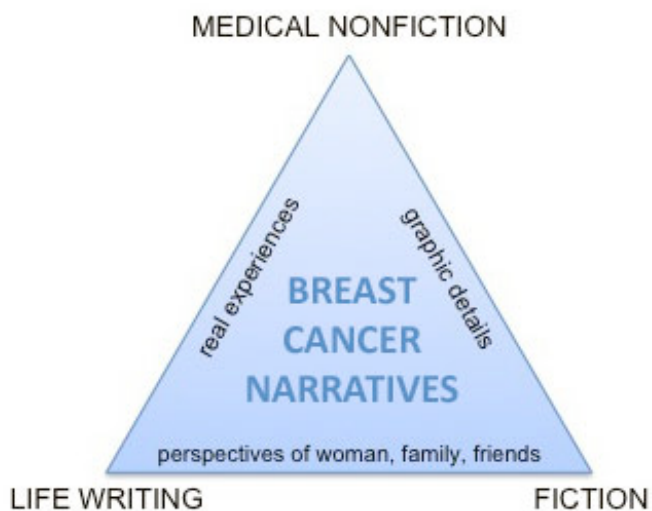 MEDICAL NONFICTION
real experiences
graphic details
BREAST
CANCER
NARRATIVES
perspectives of woman, family, friends
LIFE WRITING
FICTION